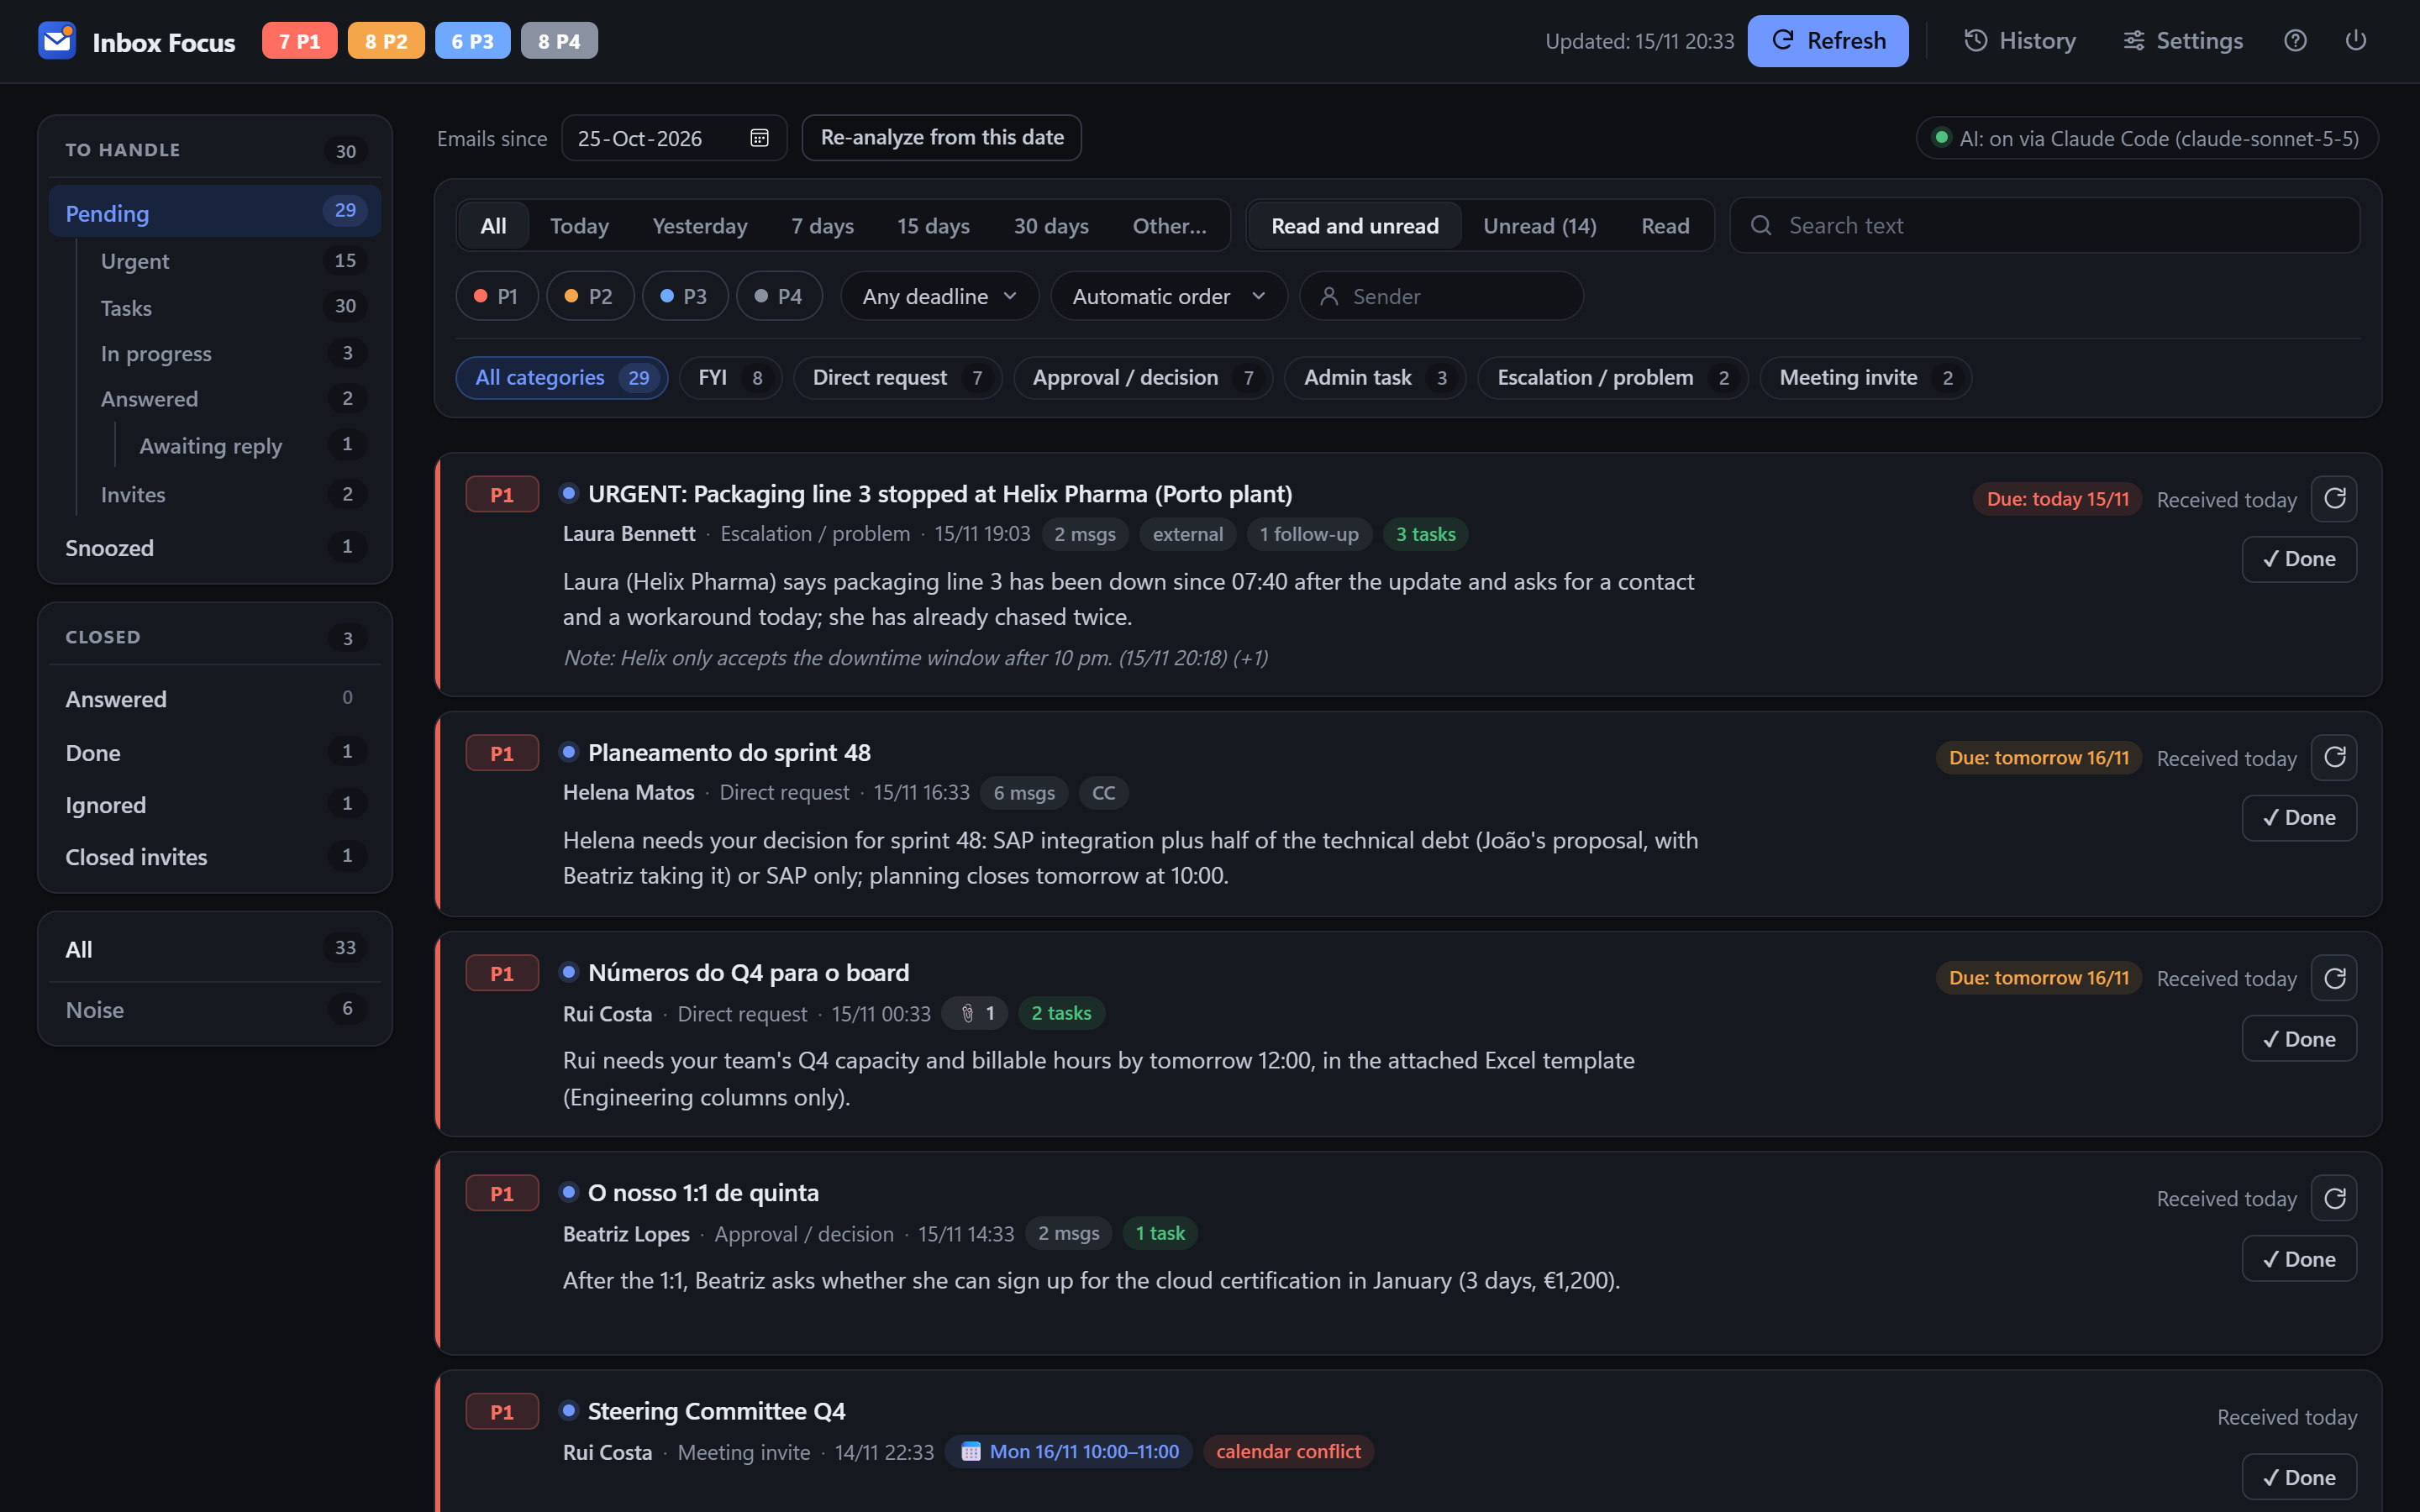 Inbox Focus 7 P1 8 P2 6 P3 8 P4 Updated: 15/11 20:33 Refresh History Settings
TO HANDLE 30
Pending 29
Urgent 15
Tasks 30
In progress 3
Answered 2
Awaiting reply 1
Invites 2
Snoozed 1
CLOSED 3
Answered 0
Done 1
Ignored 1
Closed invites 1
All 33
Noise 6
Emails since 25-Oct-2026 Re-analyze from this date AI: on via Claude Code (claude-sonnet-5-5)
All Today Yesterday 7 days 15 days 30 days Other... Read and unread Unread (14) Read Search text
P1 P2 P3 P4 Any deadline Automatic order Sender
All categories 29 FYI 8 Direct request 7 Approval / decision 7 Admin task 3 Escalation / problem 2 Meeting invite 2
P1 URGENT: Packaging line 3 stopped at Helix Pharma (Porto plant) Due: today 15/11 Received today
Laura Bennett · Escalation / problem · 15/11 19:03 2 msgs external 1 follow-up 3 tasks
✓ Done
Laura (Helix Pharma) says packaging line 3 has been down since 07:40 after the update and asks for a contact
and a workaround today; she has already chased twice.
Note: Helix only accepts the downtime window after 10 pm. (15/11 20:18) (+1)
P1 Planeamento do sprint 48 Due: tomorrow 16/11 Received today
Helena Matos · Direct request · 15/11 16:33 6 msgs CC
✓ Done
Helena needs your decision for sprint 48: SAP integration plus half of the technical debt (João's proposal, with
Beatriz taking it) or SAP only; planning closes tomorrow at 10:00.
P1 Números do Q4 para o board Due: tomorrow 16/11 Received today
Rui Costa · Direct request · 15/11 00:33 1 2 tasks
✓ Done
Rui needs your team's Q4 capacity and billable hours by tomorrow 12:00, in the attached Excel template
(Engineering columns only).
P1 O nosso 1:1 de quinta Received today
Beatriz Lopes · Approval / decision · 15/11 14:33 2 msgs 1 task
✓ Done
After the 1:1, Beatriz asks whether she can sign up for the cloud certification in January (3 days, €1,200).
P1 Steering Committee Q4 Received today
Rui Costa · Meeting invite · 14/11 22:33 Mon 16/11 10:00–11:00 calendar conflict
✓ Done